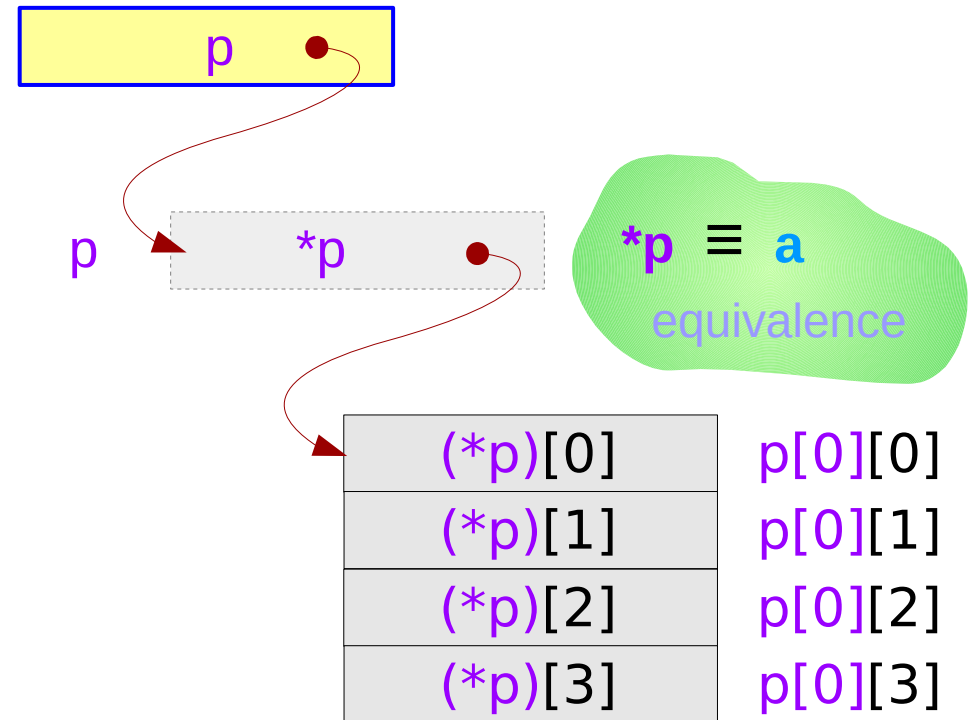 p
p *p
*p ≡ a
equivalence
(*p)[0] p[0][0]
(*p)[1] p[0][1]
(*p)[2] p[0][2]
(*p)[3] p[0][3]